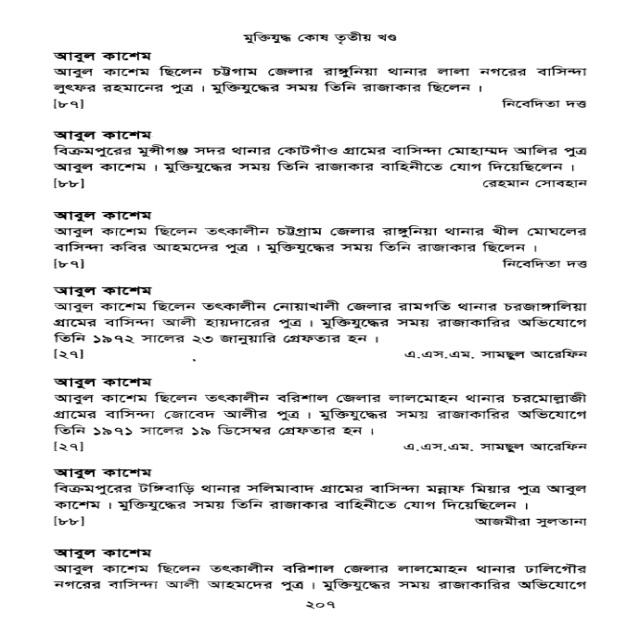 মুক্তিযুদ্ধ কোষ তৃতীয় খণ্ড
আবুল কাশেম
আবুল কাশেম ছিলেন চট্টগাম জেলার রাঙ্গুনিয়া থানার লালা নগরের বাসিন্দা
লুৎফর রহমানের পুত্র । মুক্তিযুদ্ধের সময় তিনি রাজাকার ছিলেন ।
[৮৭] নিবেদিতা দত্ত
আবুল কাশেম
বিক্রমপুরের মুন্সীগঞ্জ সদর থানার কোটগাঁও গ্রামের বাসিন্দা মোহাম্মদ আলির পুত্র
আবুল কাশেম । মুক্তিযুদ্ধের সময় তিনি রাজাকার বাহিনীতে যোগ দিয়েছিলেন ।
[৮৮] রেহমান সোবহান
আবুল কাশেম
আবুল কাশেম ছিলেন তৎকালীন চট্টগ্রাম জেলার রাঙ্গুনিয়া থানার খীল মোঘলের
বাসিন্দা কবির আহমদের পুত্র । মুক্তিযুদ্ধের সময় তিনি রাজাকার ছিলেন ।
[৮৭] নিবেদিতা দত্ত
আবুল কাশেম
আবুল কাশেম ছিলেন তৎকালীন নোয়াখালী জেলার রামগতি থানার চরজাঙ্গালিয়া
গ্রামের বাসিন্দা আলী হায়দারের পুত্র । মুক্তিযুদ্ধের সময় রাজাকারির অভিযোগে
তিনি ১৯৭২ সালের ২৩ জানুয়ারি গ্রেফতার হন ।
[২৭] এ.এস.এম. সামছুল আরেফিন
আবুল কাশেম
আবুল কাশেম ছিলেন তৎকালীন বরিশাল জেলার লালমোহন থানার চরমোল্লাজী
গ্রামের বাসিন্দা জোবেদ আলীর পুত্র । মুক্তিযুদ্ধের সময় রাজাকারির অভিযোগে
তিনি ১৯৭১ সালের ১৯ ডিসেম্বর গ্রেফতার হন ।
[২৭] এ.এস.এম. সামছুল আরেফিন
আবুল কাশেম
বিক্রমপুরের টঙ্গিবাড়ি থানার সলিমাবাদ গ্রামের বাসিন্দা মন্নাফ মিয়ার পুত্র আবুল
কাশেম । মুক্তিযুদ্ধের সময় তিনি রাজাকার বাহিনীতে যোগ দিয়েছিলেন ।
[৮৮] আজমীরা সুলতানা
আবুল কাশেম
আবুল কাশেম ছিলেন তৎকালীন বরিশাল জেলার লালমোহন থানার ঢালিগৌর
নগরের বাসিন্দা আলী আহমদের পুত্র । মুক্তিযুদ্ধের সময় রাজাকারির অভিযোগে
২০৭